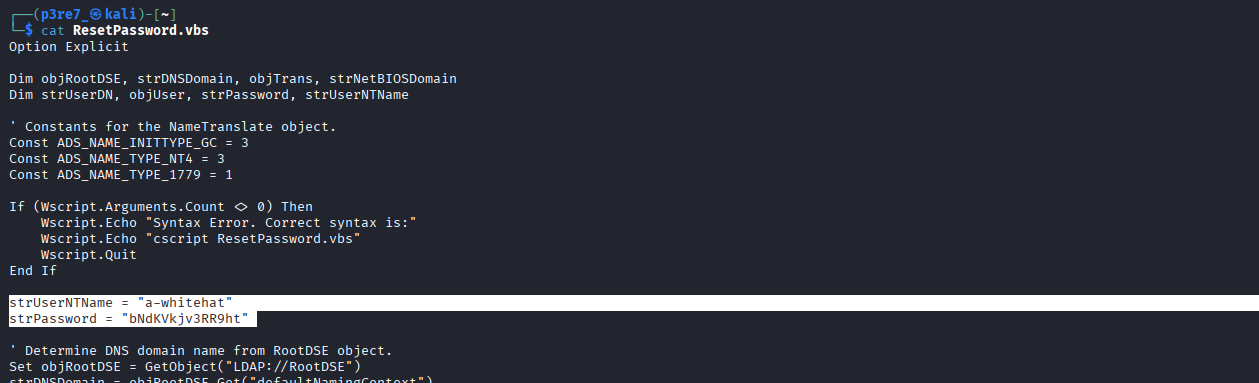 ┌──(p3re7_㉿kali)-[~]
└─$ cat ResetPassword.vbs
Option Explicit
Dim objRootDSE, strDNSDomain, objTrans, strNetBIOSDomain
Dim strUserDN, objUser, strPassword, strUserNTName
' Constants for the NameTranslate object.
Const ADS_NAME_INITTYPE_GC = 3
Const ADS_NAME_TYPE_NT4 = 3
Const ADS_NAME_TYPE_1779 = 1
If (Wscript.Arguments.Count <> 0) Then
    Wscript.Echo "Syntax Error. Correct syntax is:"
    Wscript.Echo "cscript ResetPassword.vbs"
    Wscript.Quit
End If
strUserNTName = "a-whitehat"
strPassword = "bNdKVkjv3RR9ht"
' Determine DNS domain name from RootDSE object.
Set objRootDSE = GetObject("LDAP://RootDSE")
strDNSDomain = objRootDSE.Get("defaultNamingContext")